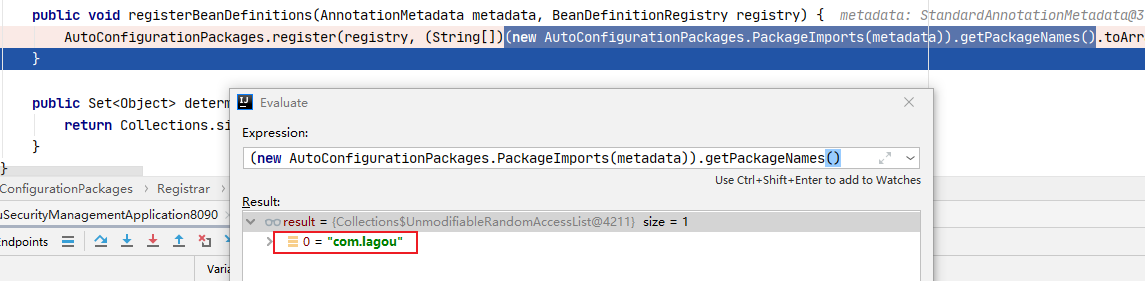 public void registerBeanDefinitions(AnnotationMetadata metadata, BeanDefinitionRegistry registry) { metadata: StandardAnnotationMetadata@3
AutoConfigurationPackages.register(registry, (String[])(new AutoConfigurationPackages.PackageImports(metadata)).getPackageNames().toArr
}
public Set<Object> determ
return Collections.si
}
}
Evaluate
Expression:
(new AutoConfigurationPackages.PackageImports(metadata)).getPackageNames()
Use Ctrl+Shift+Enter to add to Watches
ConfigurationPackages › Registrar
Result:
uSecurityManagementApplication8090
result = {Collections$UnmodifiableRandomAccessList@4211} size = 1
Endpoints
0 = "com.lagou"
Varia